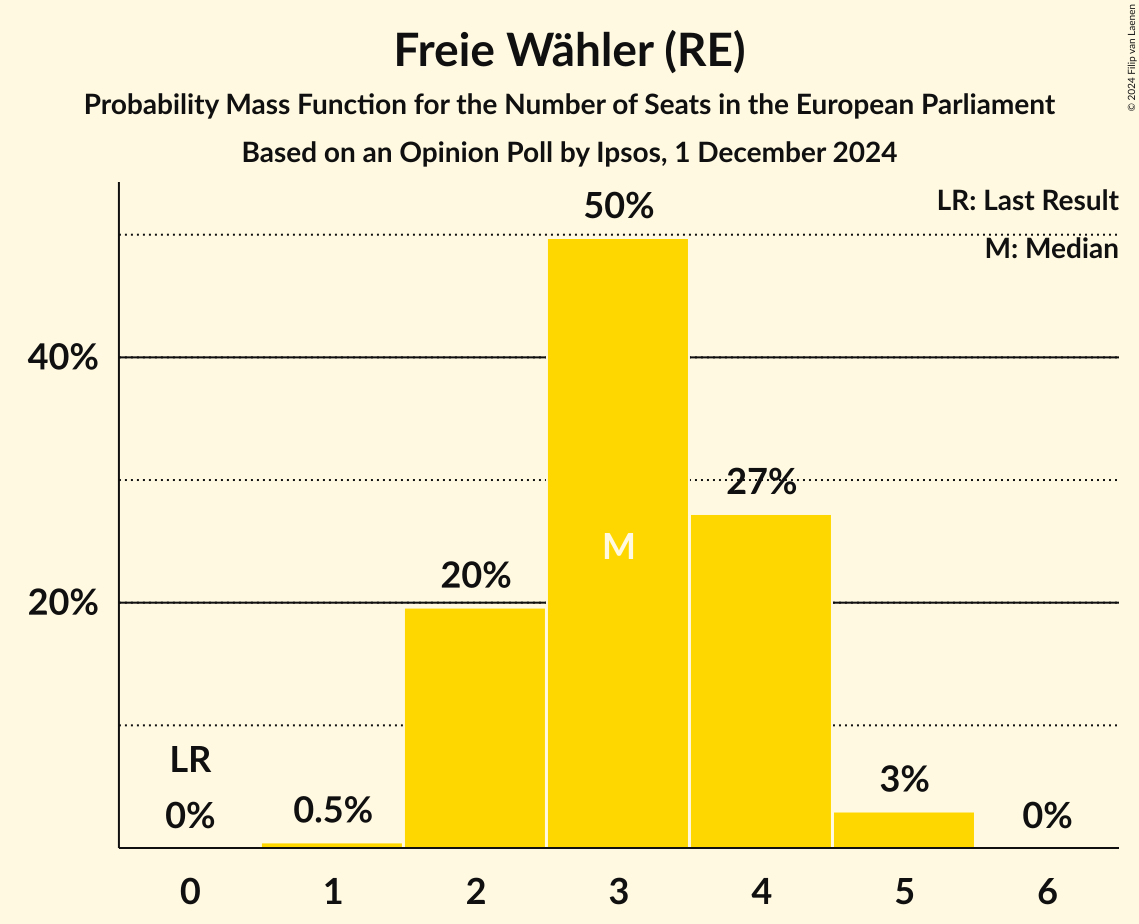 Freie Wähler (RE)
Probability Mass Function for the Number of Seats in the European Parliament
Based on an Opinion Poll by Ipsos, 1 December 2024
© 2024 Filip van Laenen
LR: Last Result
M: Median
50%
40%
27%
M
20%
20%
LR
0%
0.5%
3%
0%
0 1 2 3 4 5 6